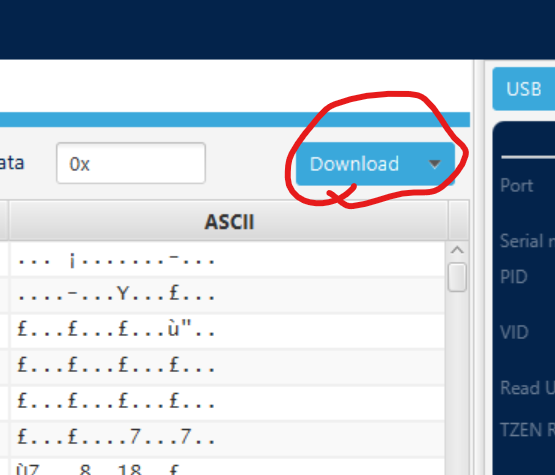 USB
ata 0x Download
Port
ASCII
Serial
PID
... ¡.......-...
....-...Y...£...
VID
£...£...£...ù"..
£...£...£...£...
Read U
£...£...£...£...
TZEN R
£...£....7...7..
ù7...8..18..£